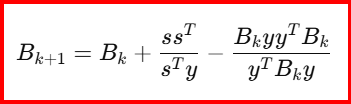 $B_{k+1} = B_k + \frac{ss^T}{s^Ty} - \frac{B_kyy^TB_k}{y^TB_ky}$